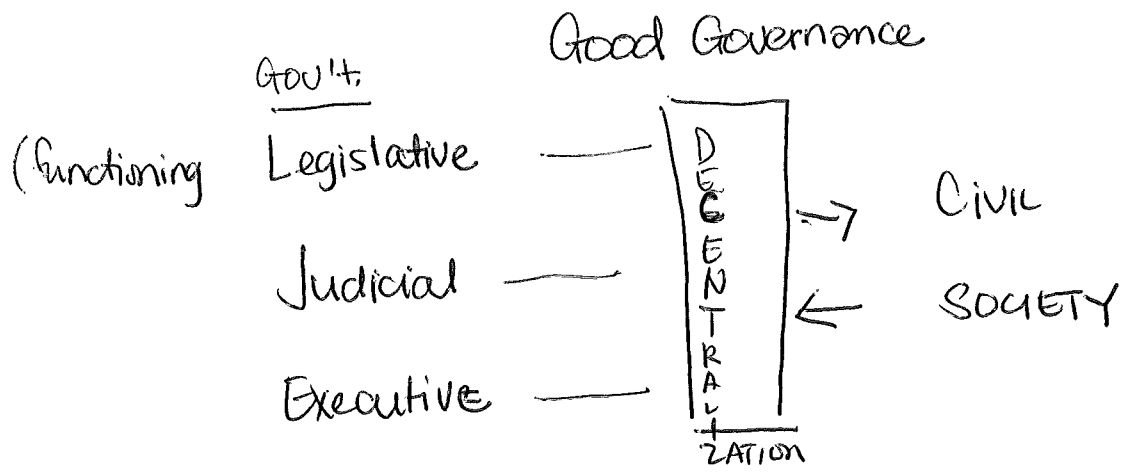 Good Governance
Gov't.
(functioning Legislative
Judicial
Executive
DECENTRALIZATION
CIVIL
SOCIETY